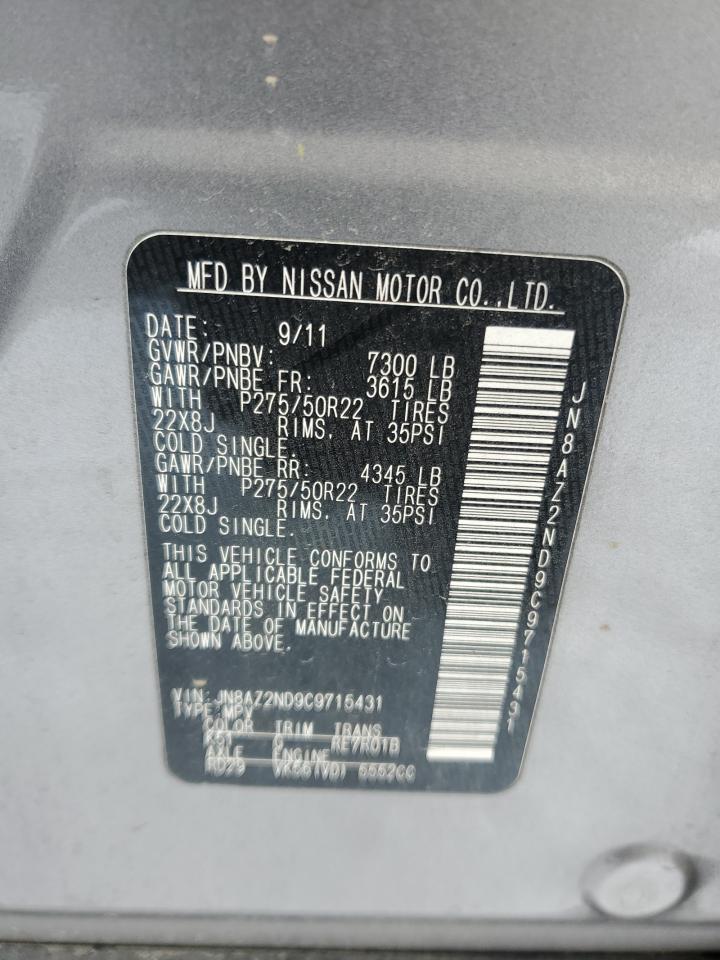 MFD BY NISSAN MOTOR CO.,LTD.
DATE: 9/11
GVWR/PNBV: 7300 LB
GAWR/PNBE FR: 3615 LB
WITH P275/50R22 TIRES
22X8J RIMS, AT 35PSI
COLD SINGLE.
GAWR/PNBE RR: 4345 LB
WITH P275/50R22 TIRES
22X8J RIMS, AT 35PSI
COLD SINGLE.
THIS VEHICLE CONFORMS TO
ALL APPLICABLE FEDERAL
MOTOR VEHICLE SAFETY
STANDARDS IN EFFECT ON
THE DATE OF MANUFACTURE
SHOWN ABOVE.
VIN: JN8AZ2ND9C9715431
TYPE: MPV
COLOR TRIM TRANS
K51 G RE7R01B
AXLE ENGINE
RD29 VK56(VD) 5552CC
JN8AZ2ND9C9715431